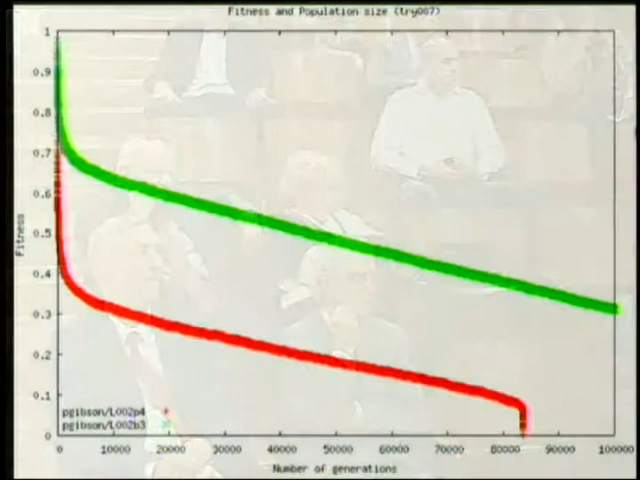 Fitness and Population size (try007)
1
0.9
0.8
0.7
0.6
0.5
0.4
0.3
0.2
0.1
0
Fitness
pgibson/L002p4
pgibson/L002b3
0 10000 20000 30000 40000 50000 60000 70000 80000 90000 100000
Number of generations